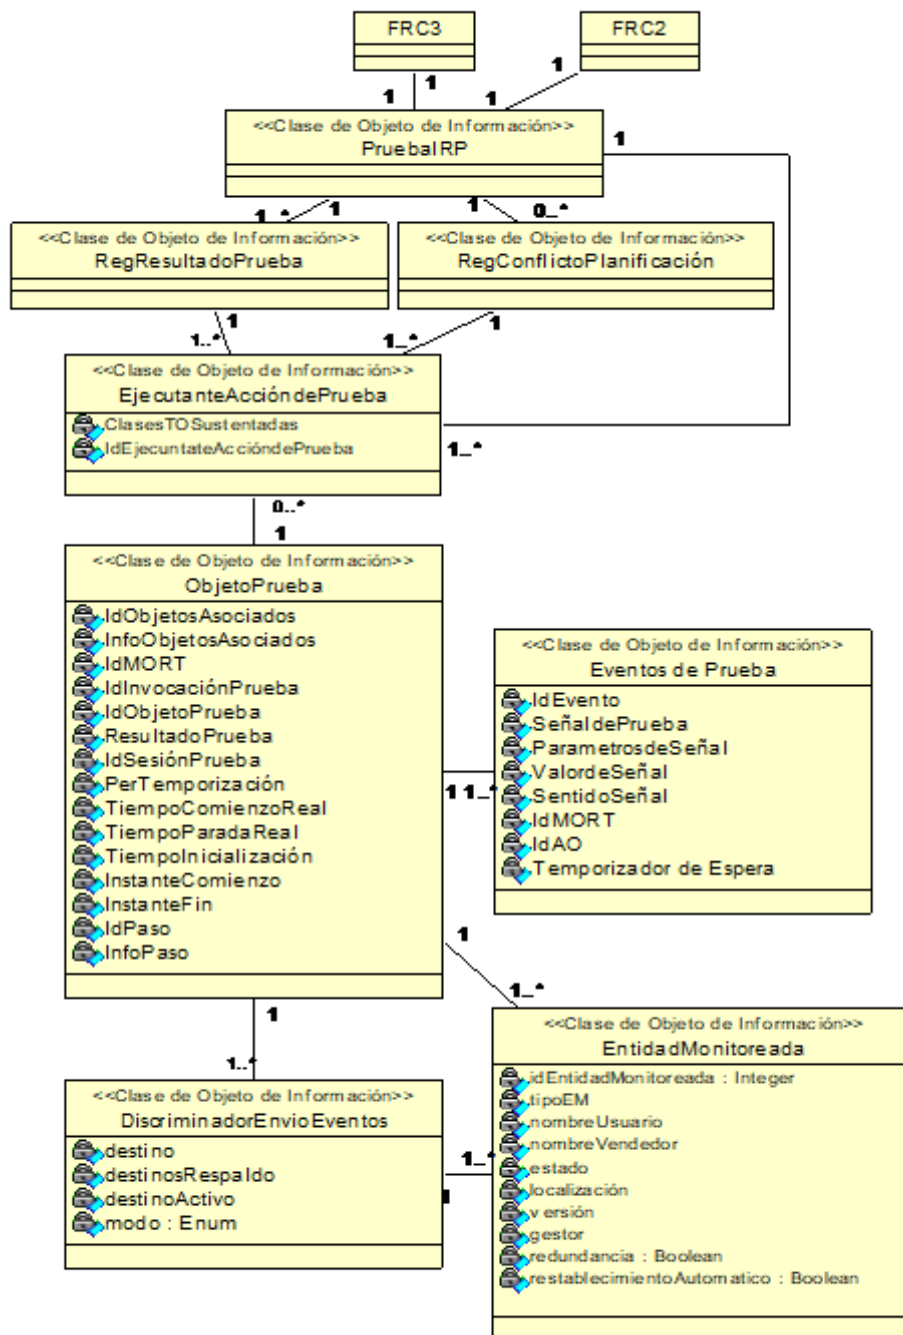 FRC3
FRC2
1
1
1
1
<<Clase de Objeto de Información>>
PruebaIRP
1
1..*
1
1
0..*
<<Clase de Objeto de Información>>
RegResultadoPrueba
<<Clase de Objeto de Información>>
RegConflictoPlanificación
1
1
1..*
1..*
<<Clase de Objeto de Información>>
EjecutanteAccióndePrueba
ClasesTOSustentadas
IdEjecuntateAccióndePrueba
1..*
0..*
1
<<Clase de Objeto de Información>>
ObjetoPrueba
IdObjetosAsociados
InfoObjetosAsociados
IdMORT
IdInvocaciónPrueba
IdObjetoPrueba
ResultadoPrueba
IdSesiónPrueba
PerTemporización
TiempoComienzoReal
TiempoParadaReal
TiempoInicialización
InstanteComienzo
InstanteFin
IdPaso
InfoPaso
<<Clase de Objeto de Información>>
Eventos de Prueba
IdEvento
SeñaldePrueba
ParametrosdeSeñal
ValordeSeñal
SentidoSeñal
IdMORT
IdAO
Temporizador de Espera
1 1..*
1
1..*
1
1..*
<<Clase de Objeto de Información>>
DiscriminadorEnvioEventos
destino
destinosRespaldo
destinoActivo
modo : Enum
1..*
1
<<Clase de Objeto de Información>>
EntidadMonitoreada
idEntidadMonitoreada : Integer
tipoEM
nombreUsuario
nombreVendedor
estado
localización
versión
gestor
redundancia : Boolean
restablecimientoAutomatico : Boolean